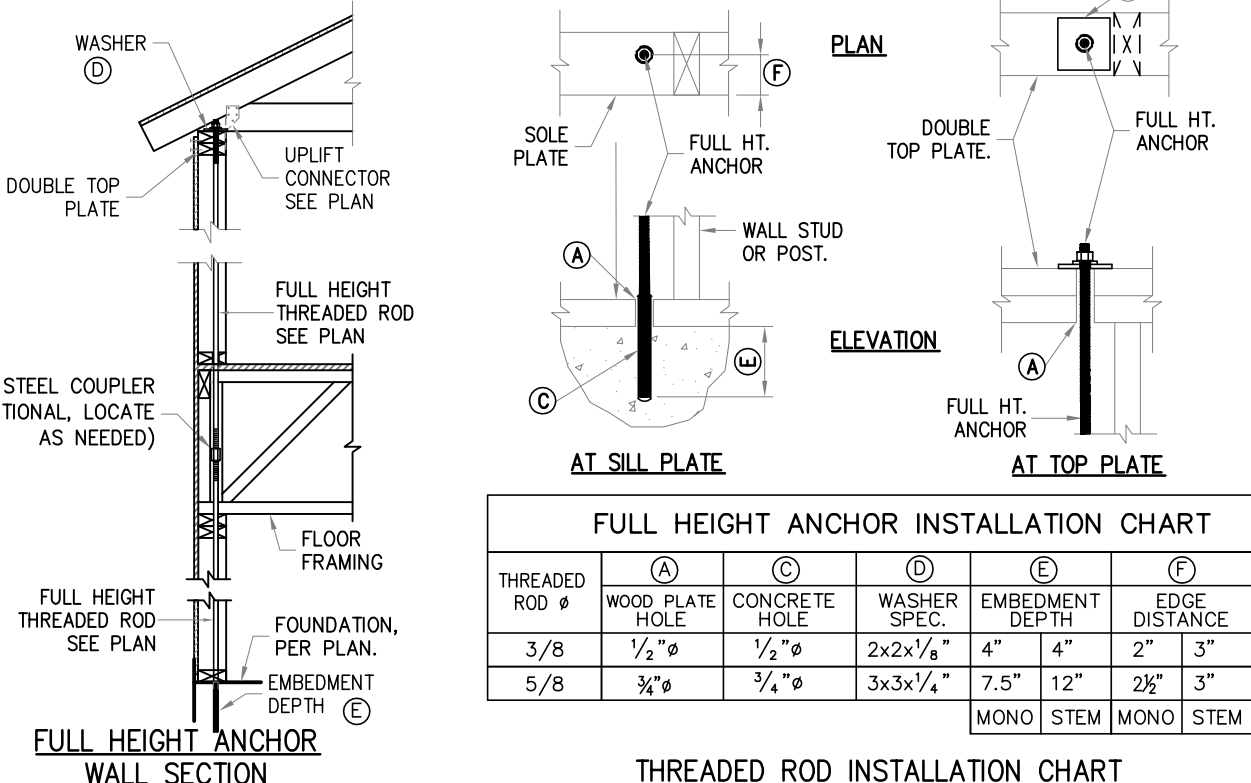 WASHER
D
DOUBLE TOP
PLATE
UPLIFT
CONNECTOR
SEE PLAN
FULL HEIGHT
THREADED ROD
SEE PLAN
STEEL COUPLER
TIONAL, LOCATE
AS NEEDED)
FLOOR
FRAMING
FULL HEIGHT
THREADED ROD
SEE PLAN
FOUNDATION,
PER PLAN.
EMBEDMENT
DEPTH E
FULL HEIGHT ANCHOR
WALL SECTION
F
SOLE
PLATE
FULL HT.
ANCHOR
WALL STUD
OR POST.
A
E
C
AT SILL PLATE
PLAN
ELEVATION
DOUBLE
TOP PLATE.
FULL HT.
ANCHOR
A
FULL HT.
ANCHOR
AT TOP PLATE
FULL HEIGHT ANCHOR INSTALLATION CHART
THREADED ROD ø A C D E F
WOOD PLATE HOLE CONCRETE HOLE WASHER SPEC. EMBEDMENT DEPTH EDGE DISTANCE
3/8 1/2"ø 1/2"ø 2x2x1/8" 4" 4" 2" 3"
5/8 3/4"ø 3/4"ø 3x3x1/4" 7.5" 12" 2½" 3"
MONO STEM MONO STEM
THREADED ROD INSTALLATION CHART